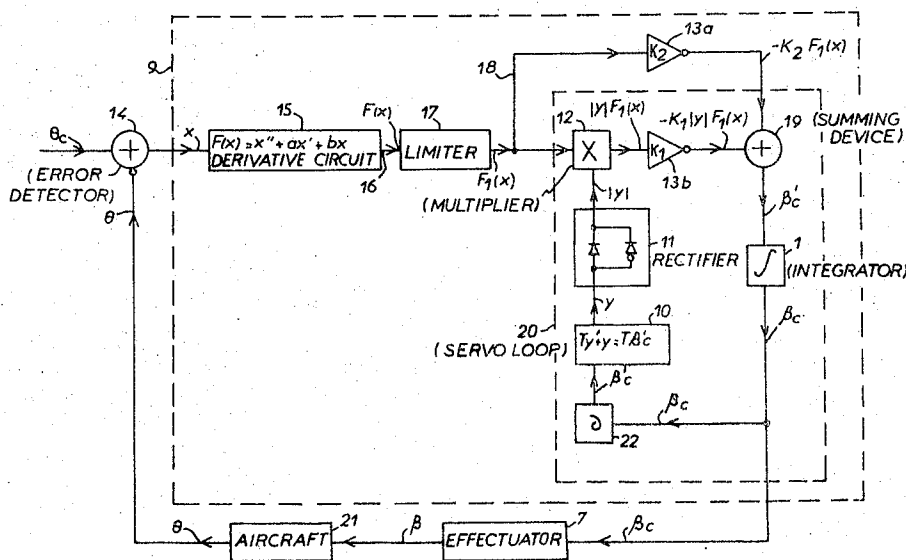 13a
K₂
-K₂ F₁(x)
18
9
14
15
17
12
|y|F₁(x)
-K₁|y|F₁(x)
19
(SUMMING
DEVICE)
θc
x
F(x) = x''+ax'+bx
DERIVATIVE CIRCUIT
F(x)
LIMITER
X
K₁
13b
+
16
F₁(x)
(ERROR
DETECTOR)
(MULTIPLIER)
|y|
β'c
θ
11
RECTIFIER
1
∫
(INTEGRATOR)
y
βc
20
(SERVO LOOP)
10
Ty'+y=Tβ'c
β'c
βc
∂
22
θ
AIRCRAFT
21
β
EFFECTUATOR
7
βc